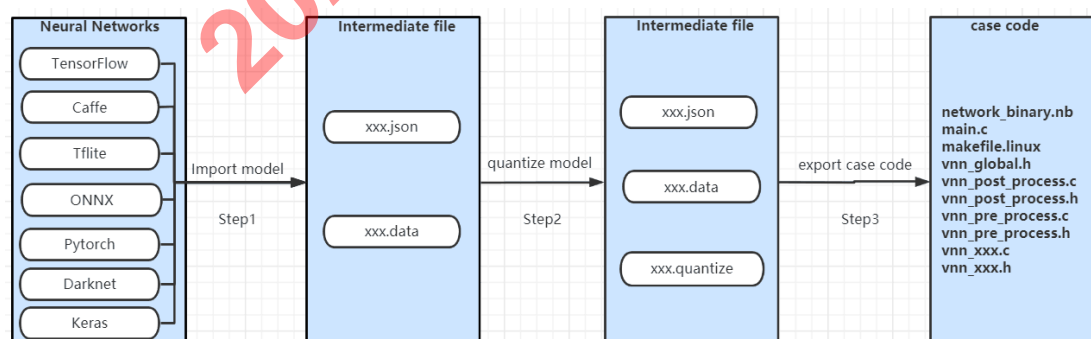 Neural Networks
TensorFlow
Caffe
Tflite
ONNX
Pytorch
Darknet
Keras
Import model
Step1
Intermediate file
xxx.json
xxx.data
quantize model
Step2
Intermediate file
xxx.json
xxx.data
xxx.quantize
export case code
Step3
case code
network_binary.nb
main.c
makefile.linux
vnn_global.h
vnn_post_process.c
vnn_post_process.h
vnn_pre_process.c
vnn_pre_process.h
vnn_xxx.c
vnn_xxx.h